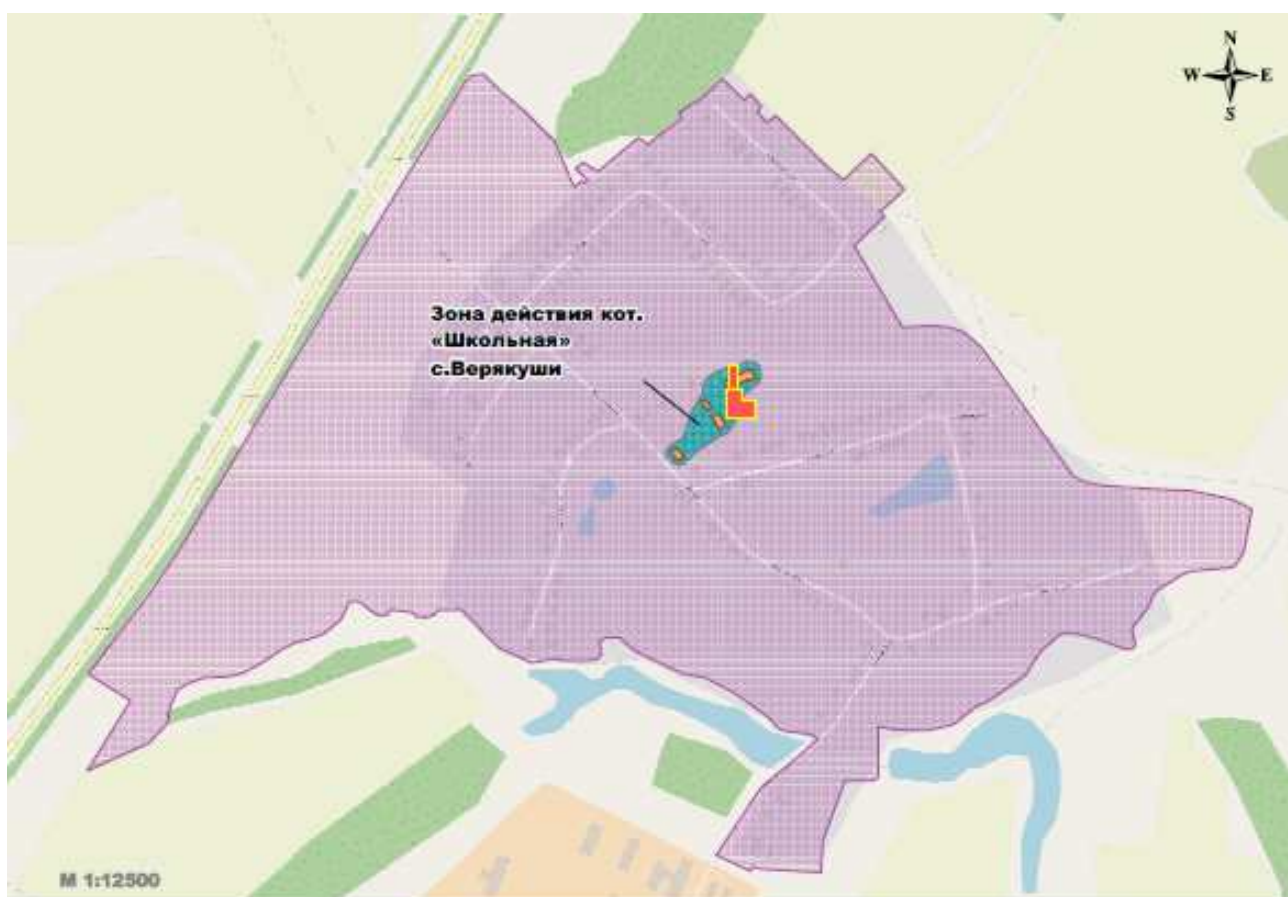 N
W E
S
Зона действия кот.
«Школьная»
с.Верякуши
М 1:12500